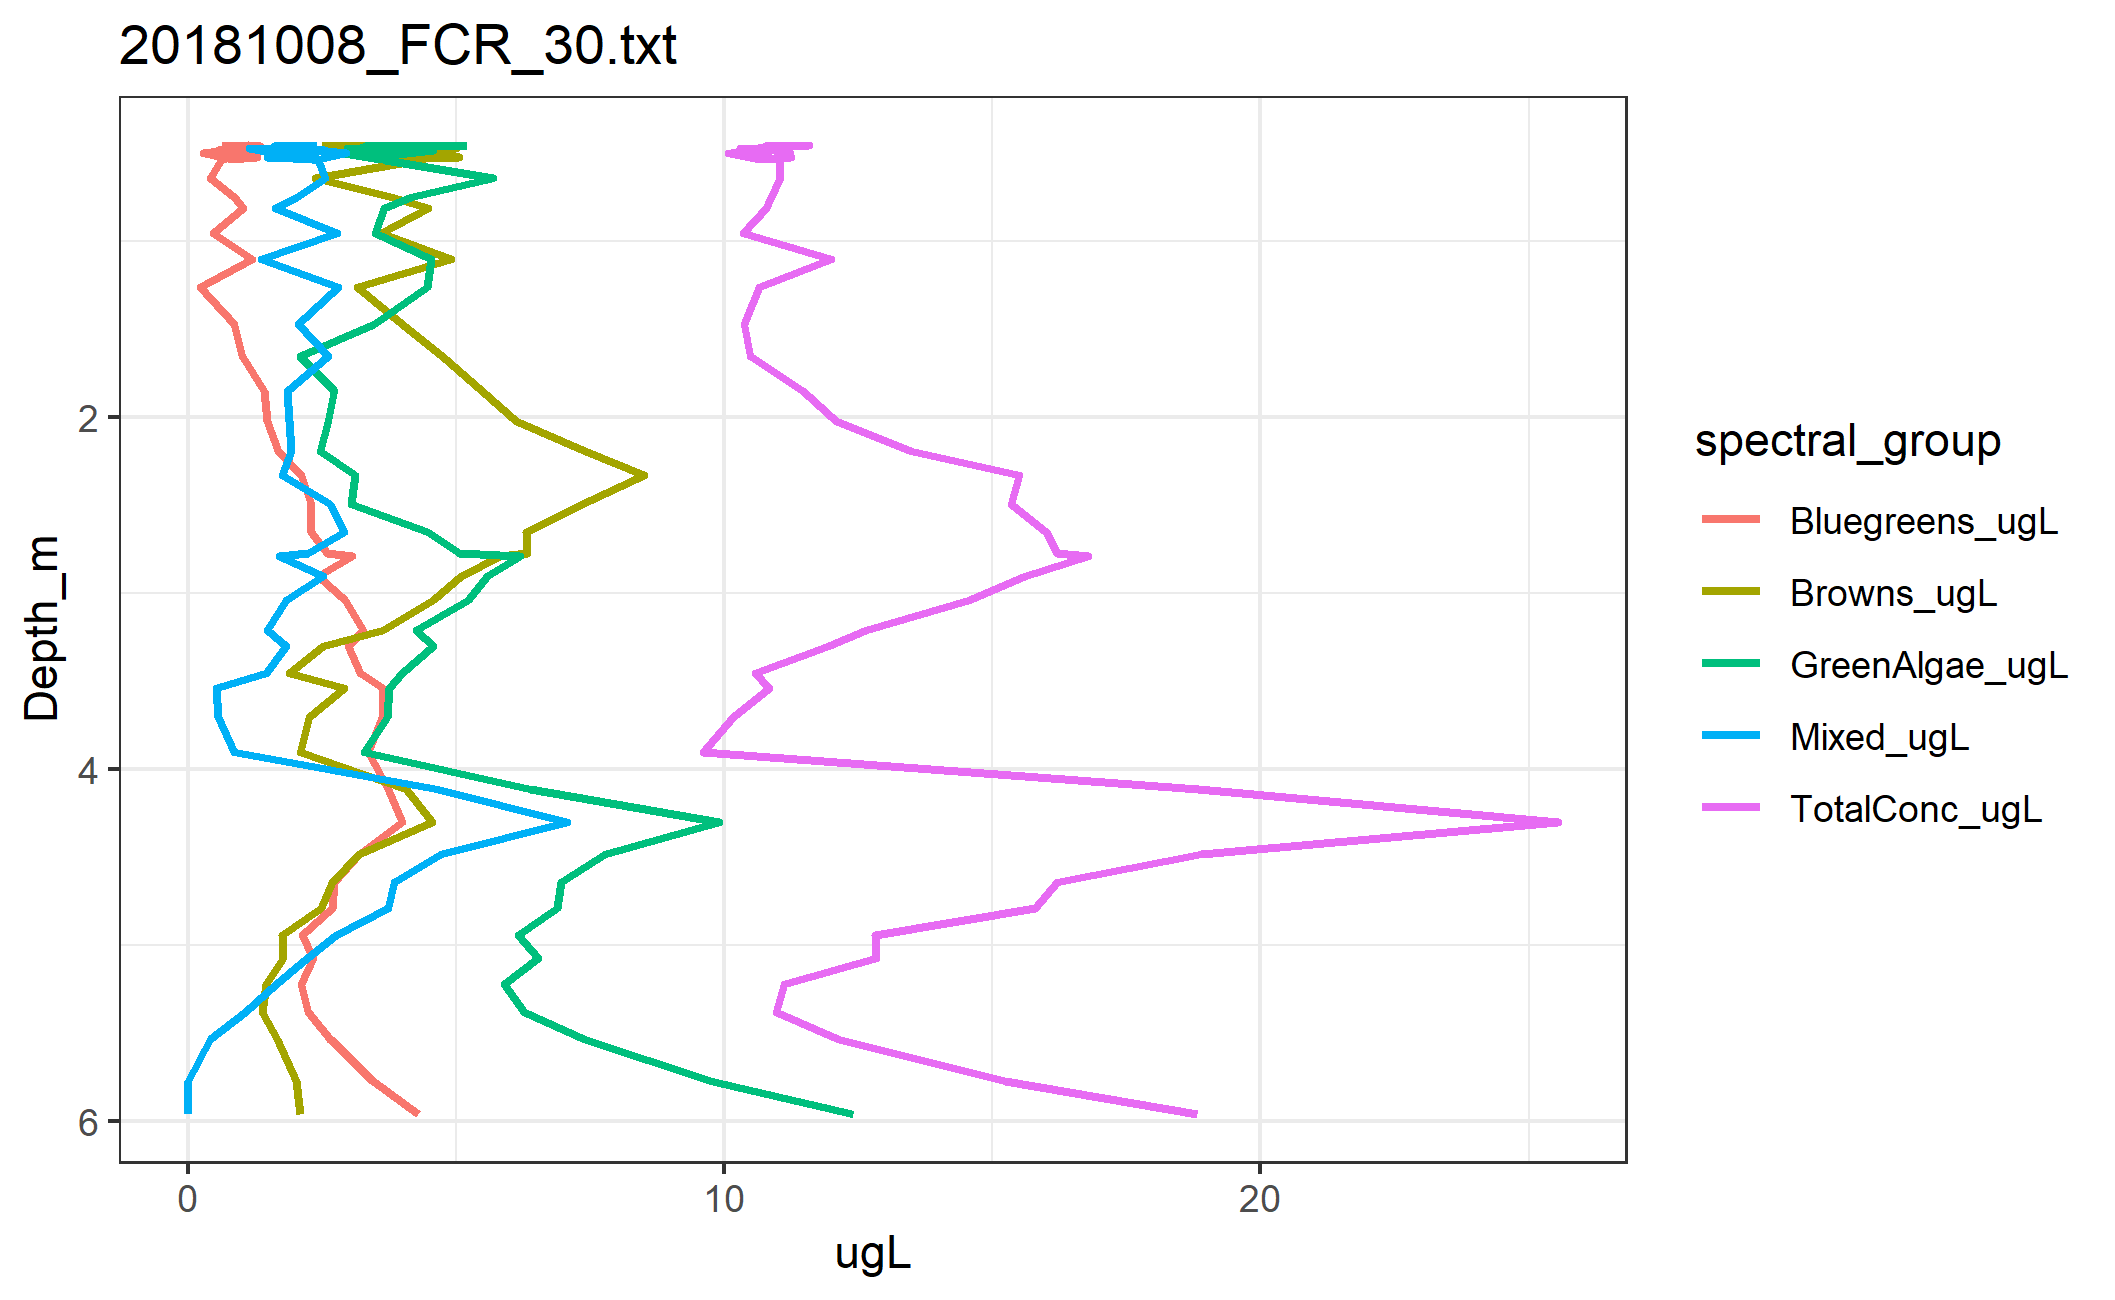 20181008_FCR_30.txt
Depth_m
2
4
6
0 10 20
ugL
spectral_group
Bluegreens_ugL
Browns_ugL
GreenAlgae_ugL
Mixed_ugL
TotalConc_ugL